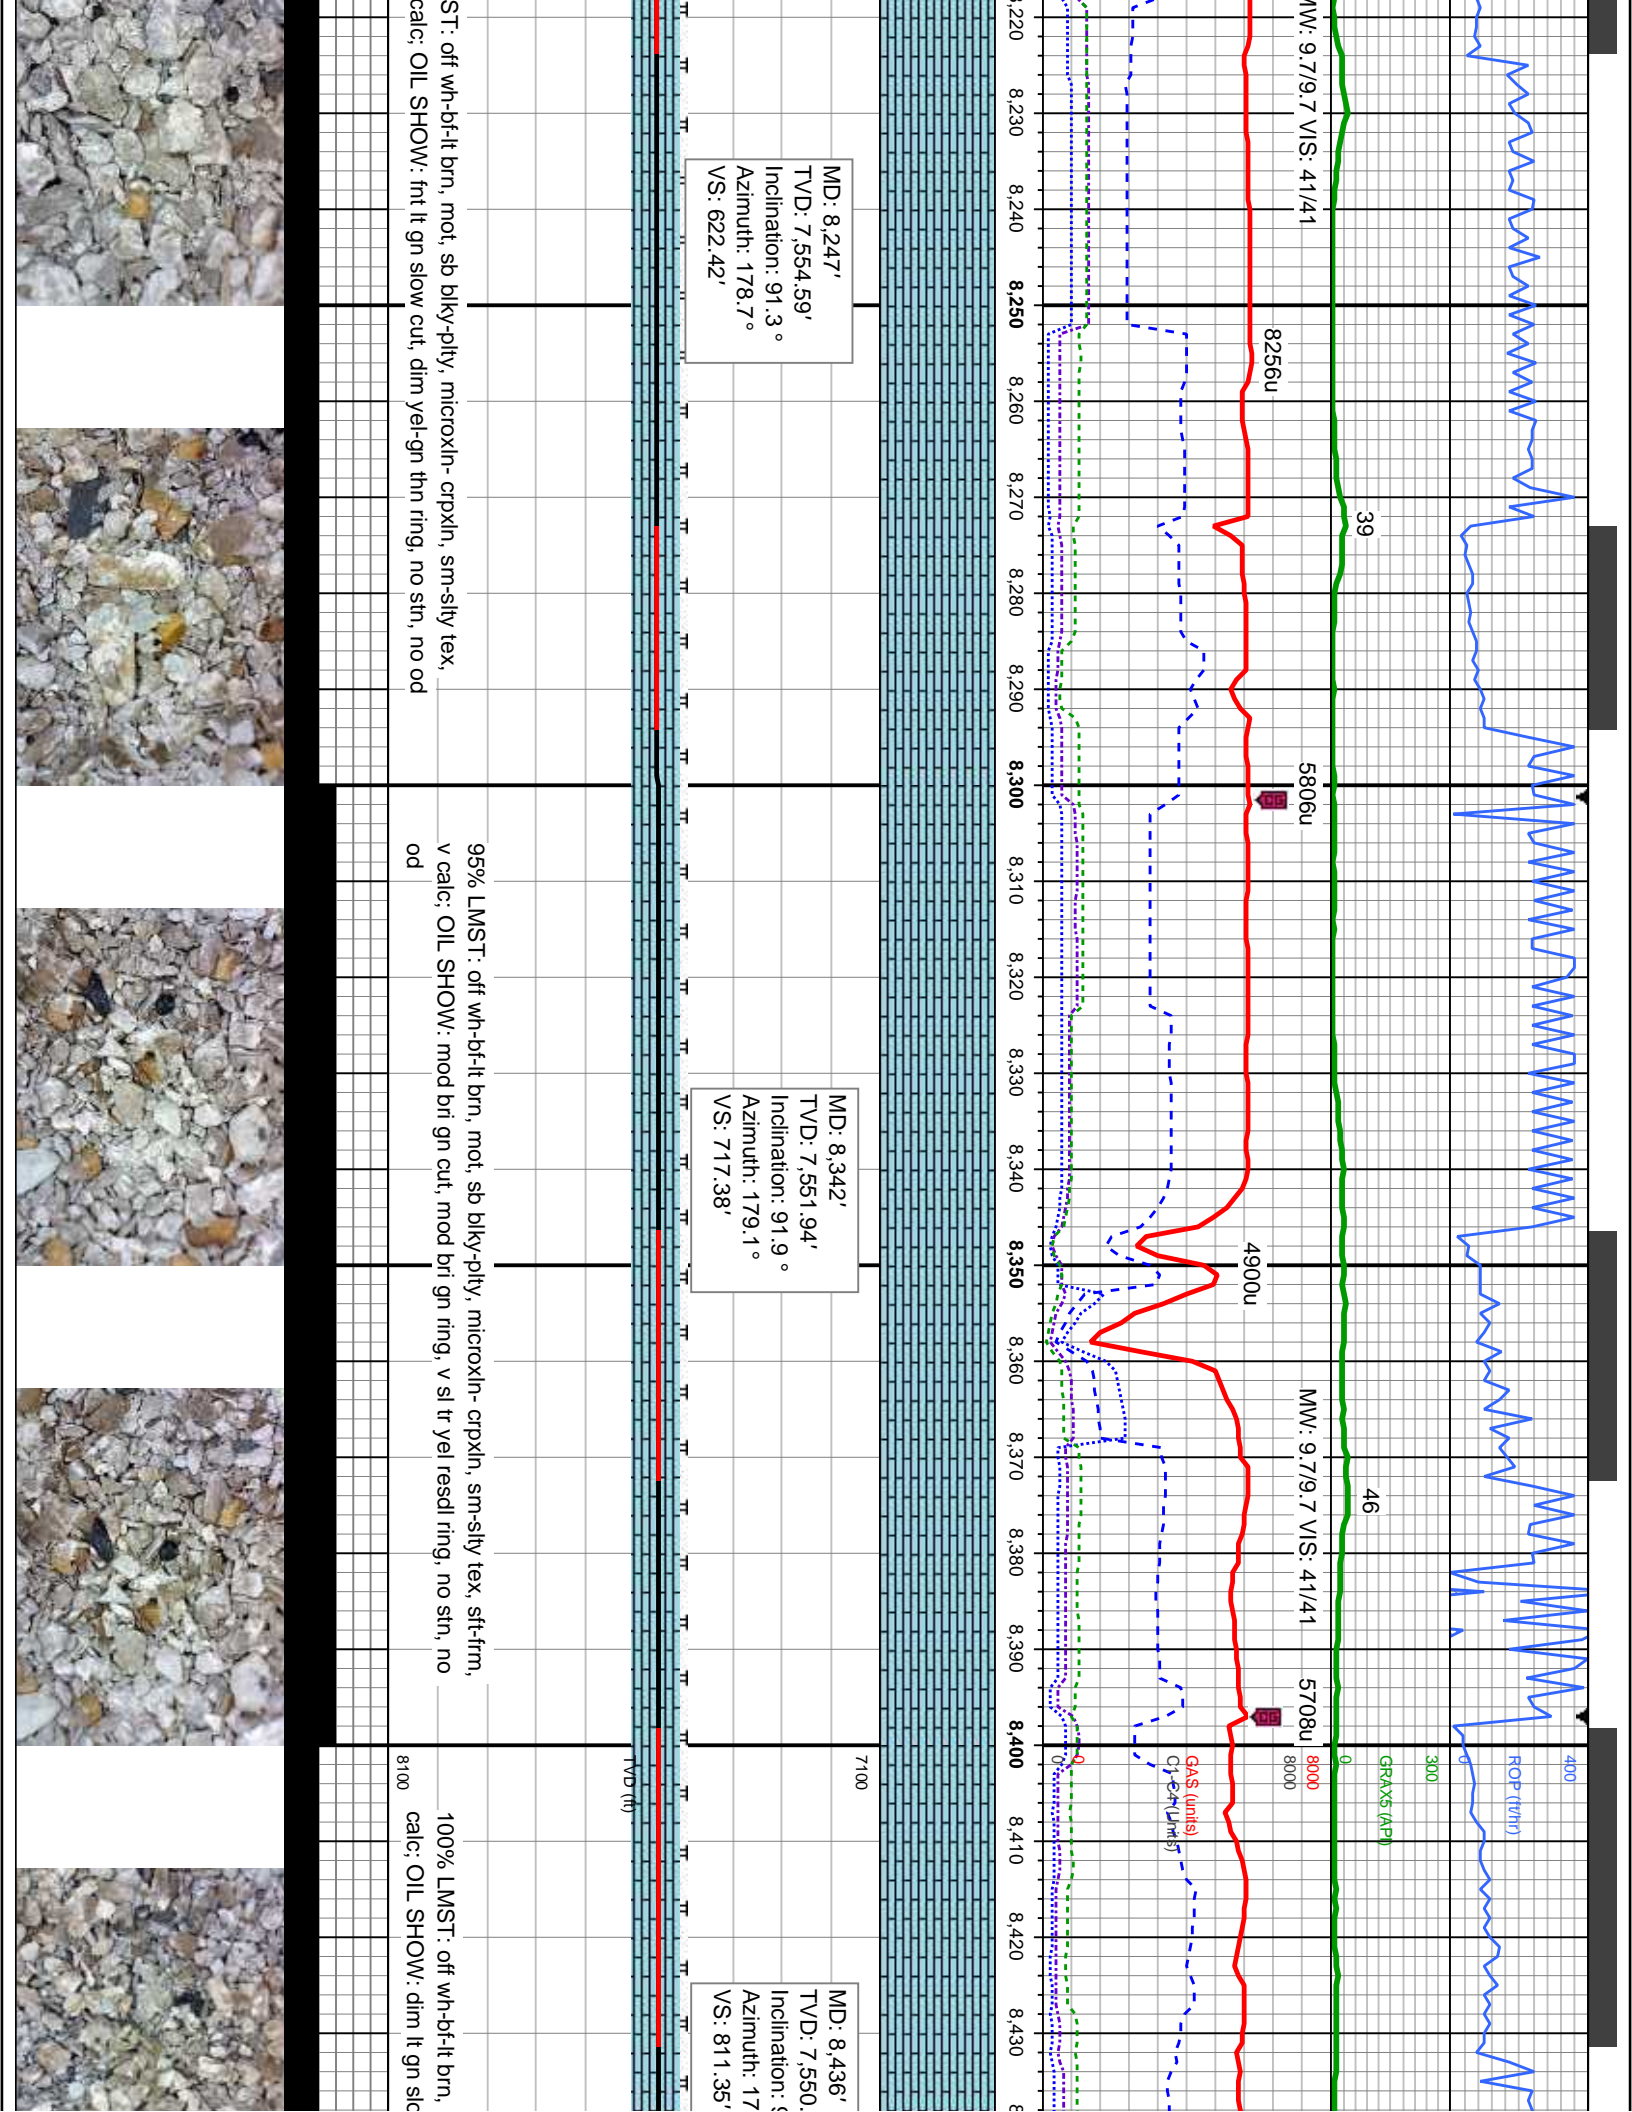 400
ROP (ft/hr)
0
300
GRAX5 (API)
0
8000
8000
GAS (units)
C1-C4 (Units)
0
0
MW: 9.7/9.7 VIS: 41/41
8256u
39
5806u
4900u
MW: 9.7/9.7 VIS: 41/41
46
5708u
8,220
8,230
8,240
8,250
8,260
8,270
8,280
8,290
8,300
8,310
8,320
8,330
8,340
8,350
8,360
8,370
8,380
8,390
8,400
8,410
8,420
8,430
MD: 8,247'
TVD: 7,554.59'
Inclination: 91.3 °
Azimuth: 178.7°
VS: 622.42'
MD: 8,342'
TVD: 7,551.94'
Inclination: 91.9 °
Azimuth: 179.1°
VS: 717.38'
MD: 8,436'
TVD: 7,550.
Inclination:
Azimuth: 17
VS: 811.35'
7100
TVD (ft)
8100
ST: off wh-bf-lt brn, mot, sb blky-plty, microxln- crpxln, sm-slty tex,
calc; OIL SHOW: fnt lt gn slow cut, dim yel-gn thn ring, no stn, no od
95% LMST: off wh-bf-lt brn, mot, sb blky-plty, microxln- crpxln, sm-slty tex, sft-frm,
v calc; OIL SHOW: mod bri gn cut, mod bri gn ring, v sl tr yel resdl ring, no stn, no
od
100% LMST: off wh-bf-lt brn,
calc; OIL SHOW: dim lt gn slo